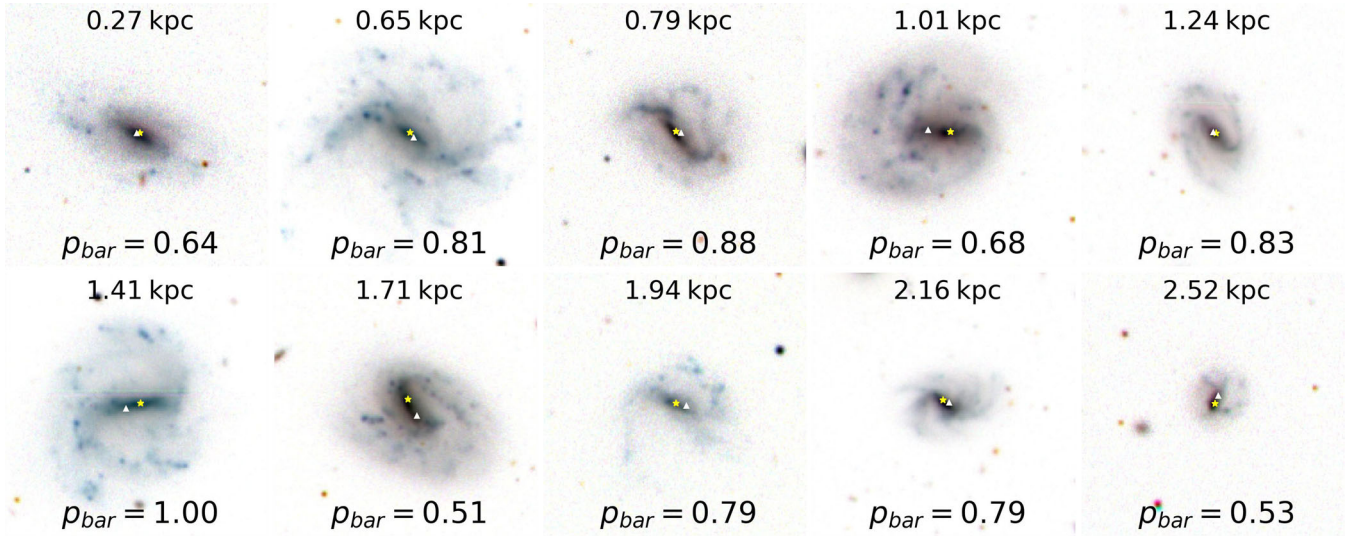 0.27 kpc 0.65 kpc 0.79 kpc 1.01 kpc 1.24 kpc
p_bar = 0.64 p_bar = 0.81 p_bar = 0.88 p_bar = 0.68 p_bar = 0.83
1.41 kpc 1.71 kpc 1.94 kpc 2.16 kpc 2.52 kpc
p_bar = 1.00 p_bar = 0.51 p_bar = 0.79 p_bar = 0.79 p_bar = 0.53